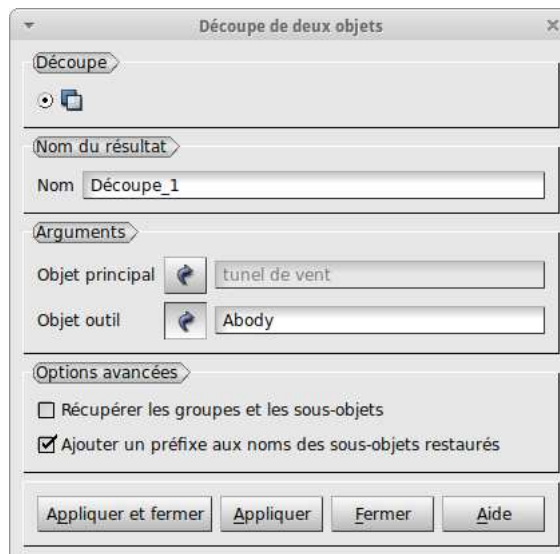 Découpe de deux objets
Découpe
Nom du résultat
Nom Découpe_1
Arguments
Objet principal tunel de vent
Objet outil Abody
Options avancées
Récupérer les groupes et les sous-objets
Ajouter un préfixe aux noms des sous-objets restaurés
Appliquer et fermer Appliquer Fermer Aide